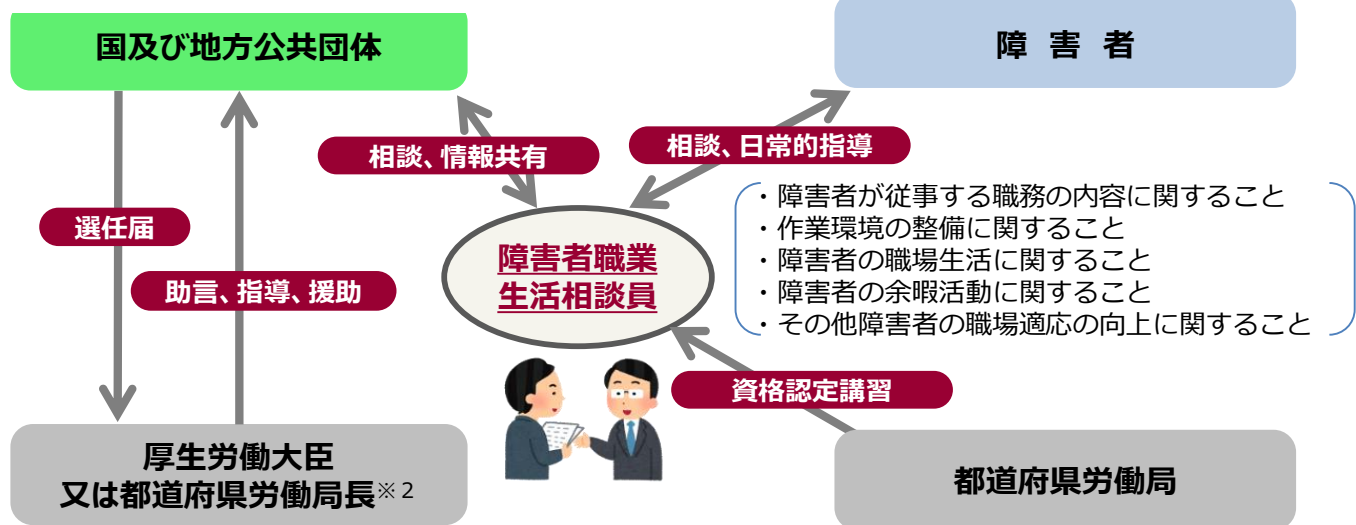 国及び地方公共団体
障 害 者
相談、情報共有
相談、日常的指導
選任届
助言、指導、援助
障害者職業
生活相談員
・障害者が従事する職務の内容に関すること
・作業環境の整備に関すること
・障害者の職場生活に関すること
・障害者の余暇活動に関すること
・その他障害者の職場適応の向上に関すること
資格認定講習
厚生労働大臣
又は都道府県労働局長※2
都道府県労働局